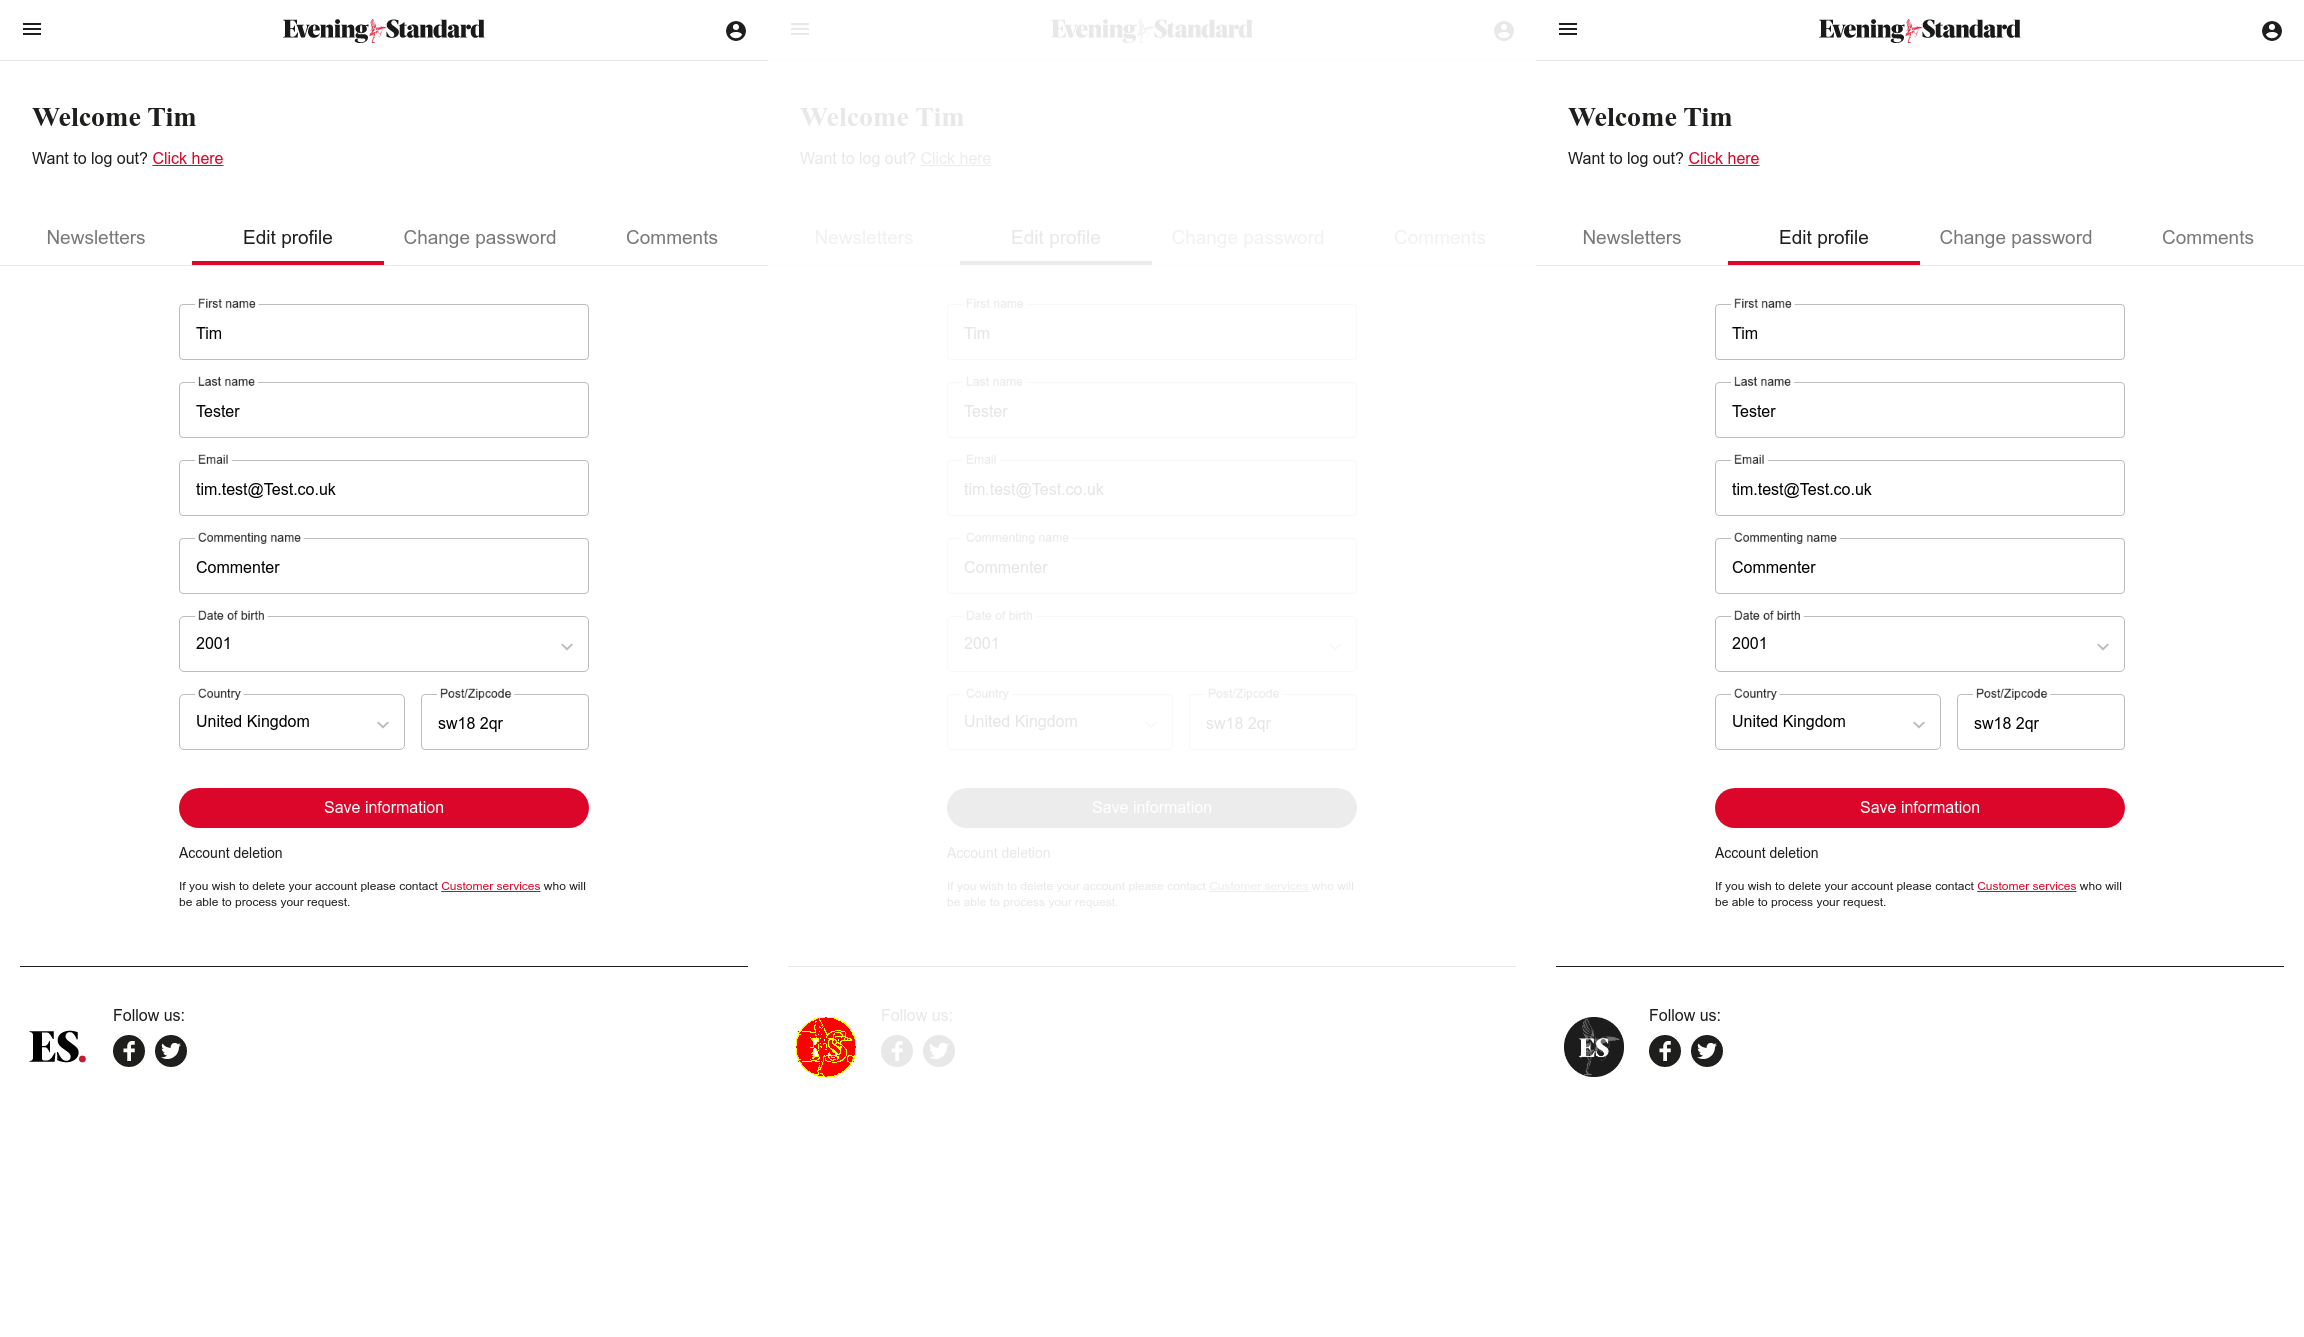 Evening Standard
Welcome Tim
Want to log out? Click here
Newsletters
Edit profile
Change password
Comments
First name
Tim
Last name
Tester
Email
tim.test@Test.co.uk
Commenting name
Commenter
Date of birth
2001
Country
United Kingdom
Post/Zipcode
sw18 2qr
Save information
Account deletion
If you wish to delete your account please contact Customer services who will
be able to process your request.
ES.
Follow us:
Evening Standard
Welcome Tim
Want to log out? Click here
Newsletters
Edit profile
Change password
Comments
First name
Tim
Last name
Tester
Email
tim.test@Test.co.uk
Commenting name
Commenter
Date of birth
2001
Country
United Kingdom
Post/Zipcode
sw18 2qr
Save information
Account deletion
If you wish to delete your account please contact Customer services who will
be able to process your request.
Follow us:
Evening Standard
Welcome Tim
Want to log out? Click here
Newsletters
Edit profile
Change password
Comments
First name
Tim
Last name
Tester
Email
tim.test@Test.co.uk
Commenting name
Commenter
Date of birth
2001
Country
United Kingdom
Post/Zipcode
sw18 2qr
Save information
Account deletion
If you wish to delete your account please contact Customer services who will
be able to process your request.
ES
Follow us: